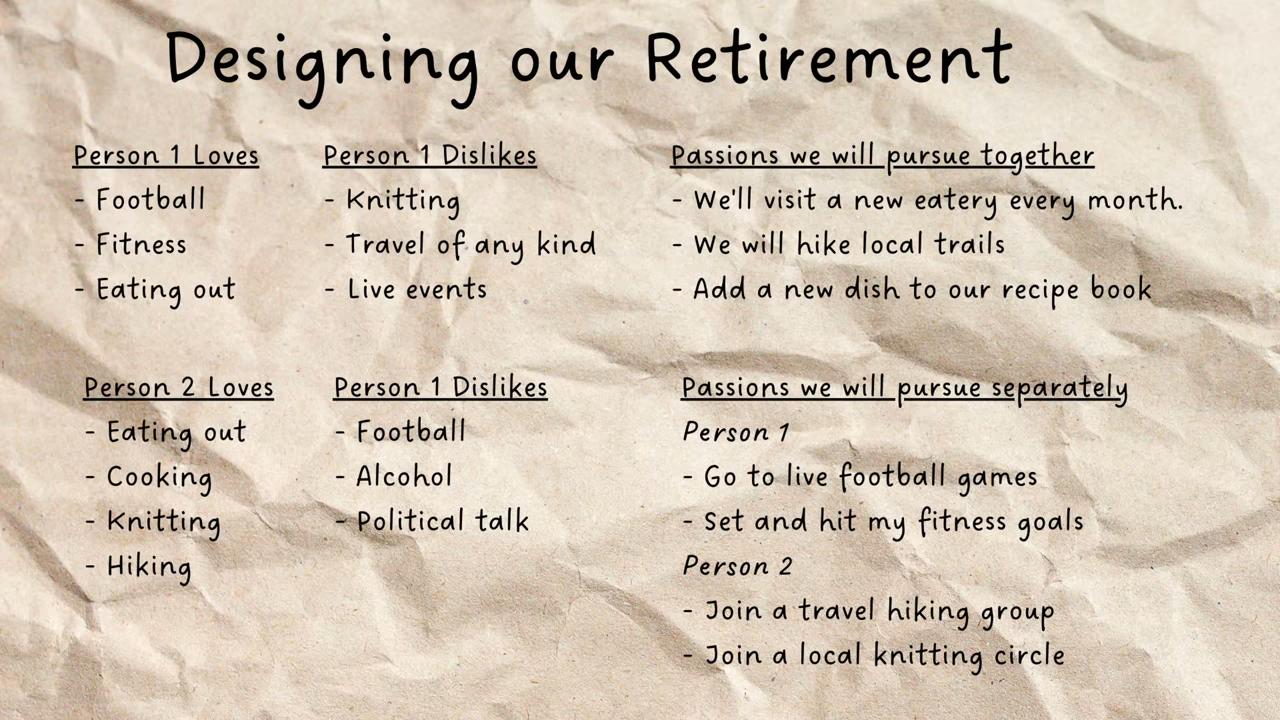 Designing our Retirement
Person 1 Loves
- Football
- Fitness
- Eating out
Person 1 Dislikes
- Knitting
- Travel of any kind
- Live events
Passions we will pursue together
- We'll visit a new eatery every month.
- We will hike local trails
- Add a new dish to our recipe book
Person 2 Loves
- Eating out
- Cooking
- Knitting
- Hiking
Person 1 Dislikes
- Football
- Alcohol
- Political talk
Passions we will pursue separately
Person 1
- Go to live football games
- Set and hit my fitness goals
Person 2
- Join a travel hiking group
- Join a local knitting circle